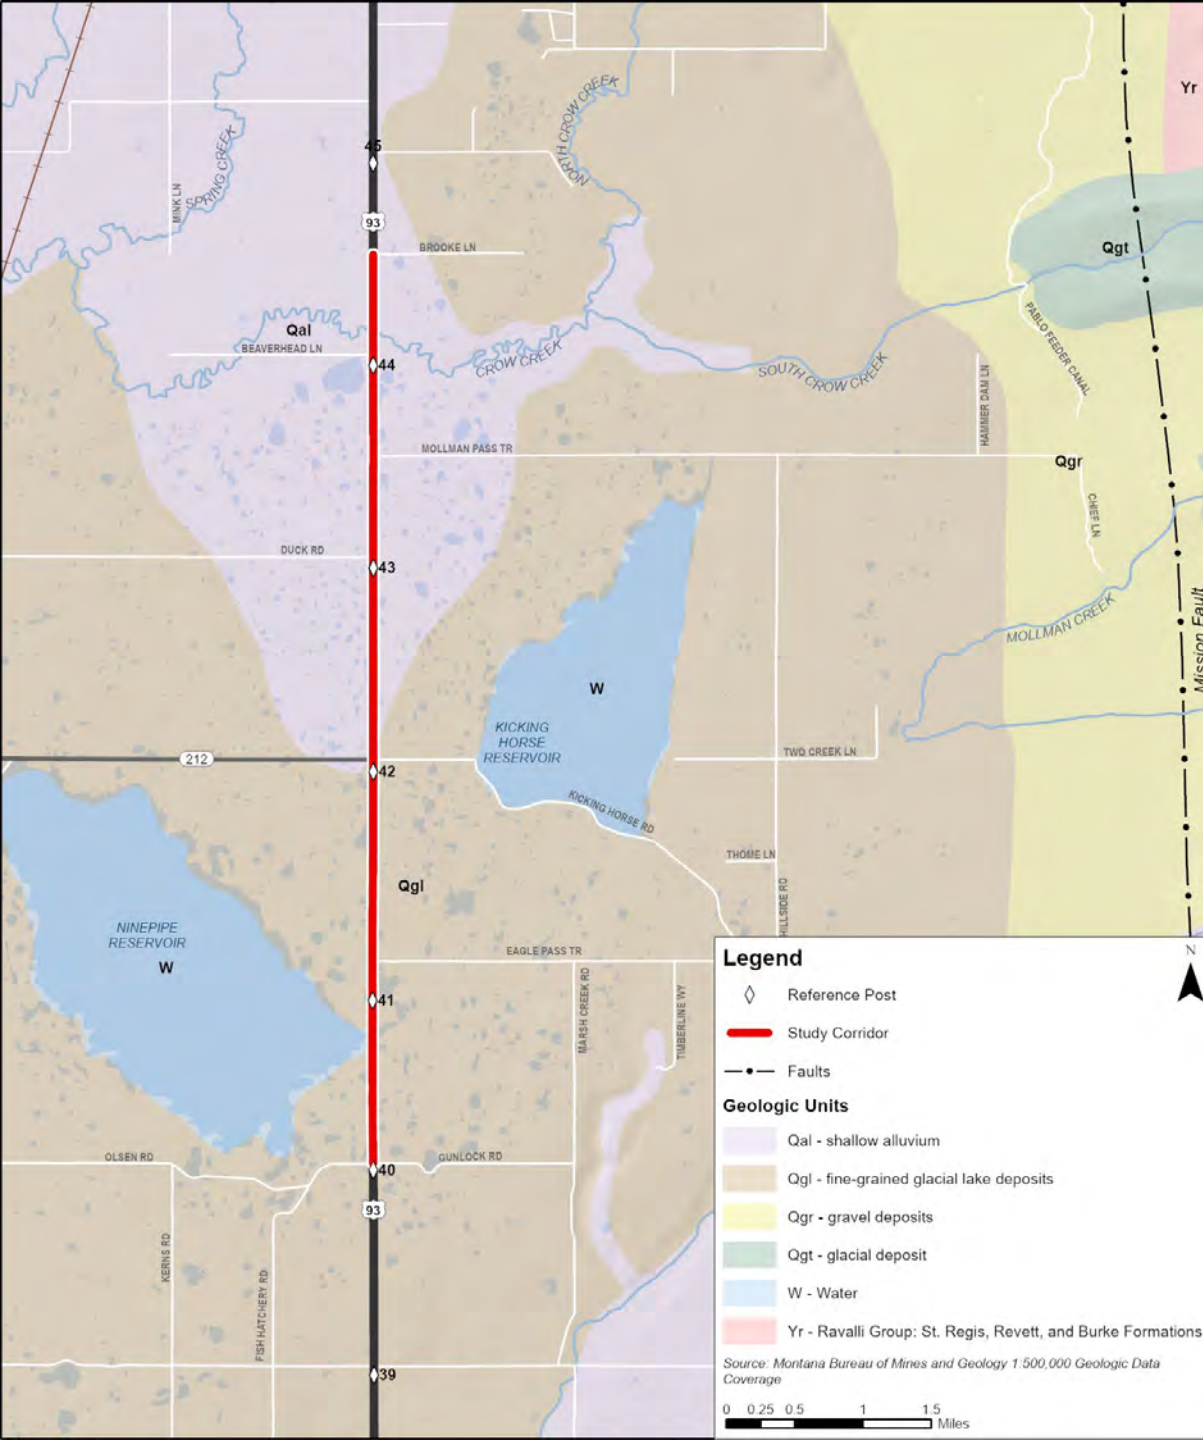 Yr
45
NORTH CROW CREEK
SPRING CREEK
MINK LN
93
BROOKE LN
Qgt
Qal
BEAVERHEAD LN
44
CROW CREEK
SOUTH CROW CREEK
PABLO FEEDER CANAL
HAMMER DAM LN
MOLLMAN PASS TR
Qgr
CHIEF LN
DUCK RD
43
MOLLMAN CREEK
Mission Fault
W
KICKING
HORSE
RESERVOIR
212
42
TWO CREEK LN
KICKING HORSE RD
THOME LN
HILLSIDE RD
Qgl
NINEPIPE
RESERVOIR
W
EAGLE PASS TR
41
MARSH CREEK RD
TIMBERLINE WY
OLSEN RD
GUNLOCK RD
40
93
KERNS RD
FISH HATCHERY RD
39
N
Legend
Reference Post
Study Corridor
Faults
Geologic Units
Qal - shallow alluvium
Qgl - fine-grained glacial lake deposits
Qgr - gravel deposits
Qgt - glacial deposit
W - Water
Yr - Ravalli Group: St. Regis, Revett, and Burke Formations
Source: Montana Bureau of Mines and Geology 1:500,000 Geologic Data
Coverage
0 0.25 0.5 1 1.5
Miles